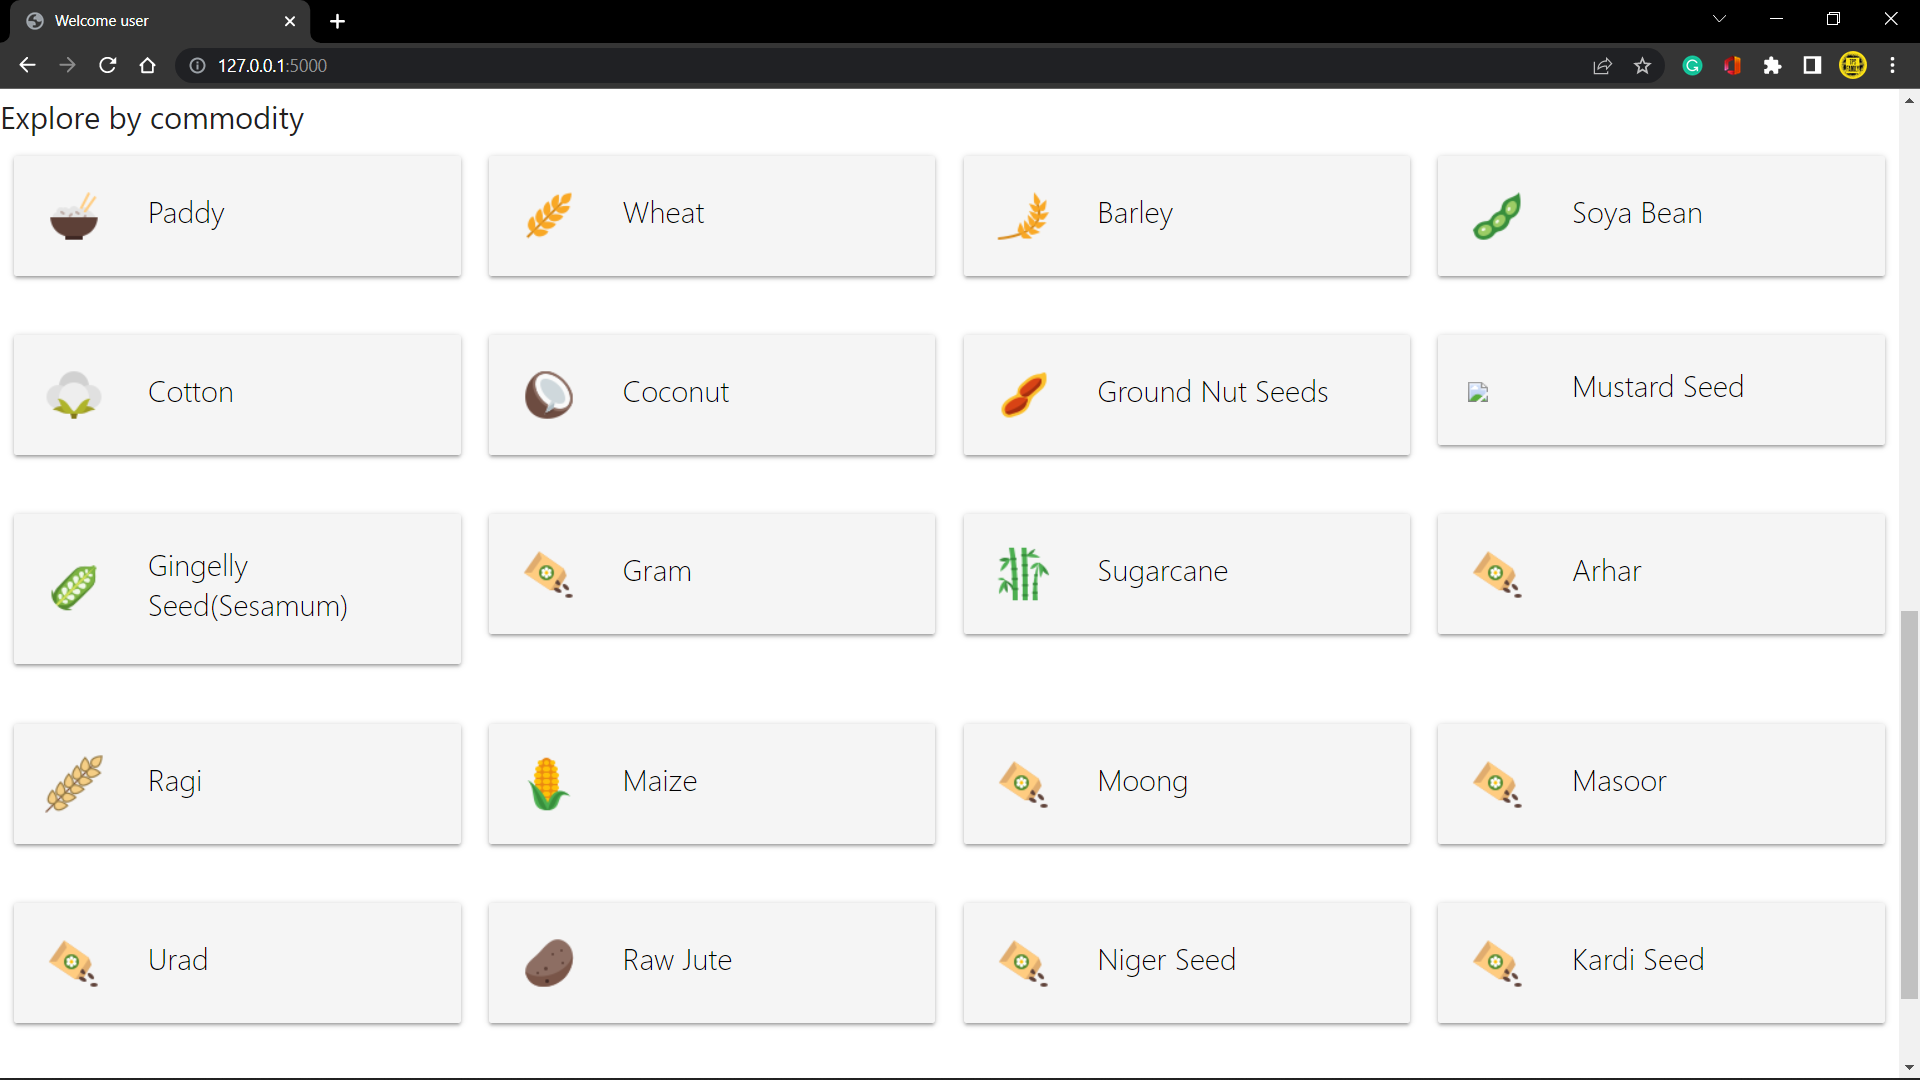 Welcome user
127.0.0.1:5000
Explore by commodity
Paddy
Wheat
Barley
Soya Bean
Cotton
Coconut
Ground Nut Seeds
Mustard Seed
Gingelly
Seed(Sesamum)
Gram
Sugarcane
Arhar
Ragi
Maize
Moong
Masoor
Urad
Raw Jute
Niger Seed
Kardi Seed